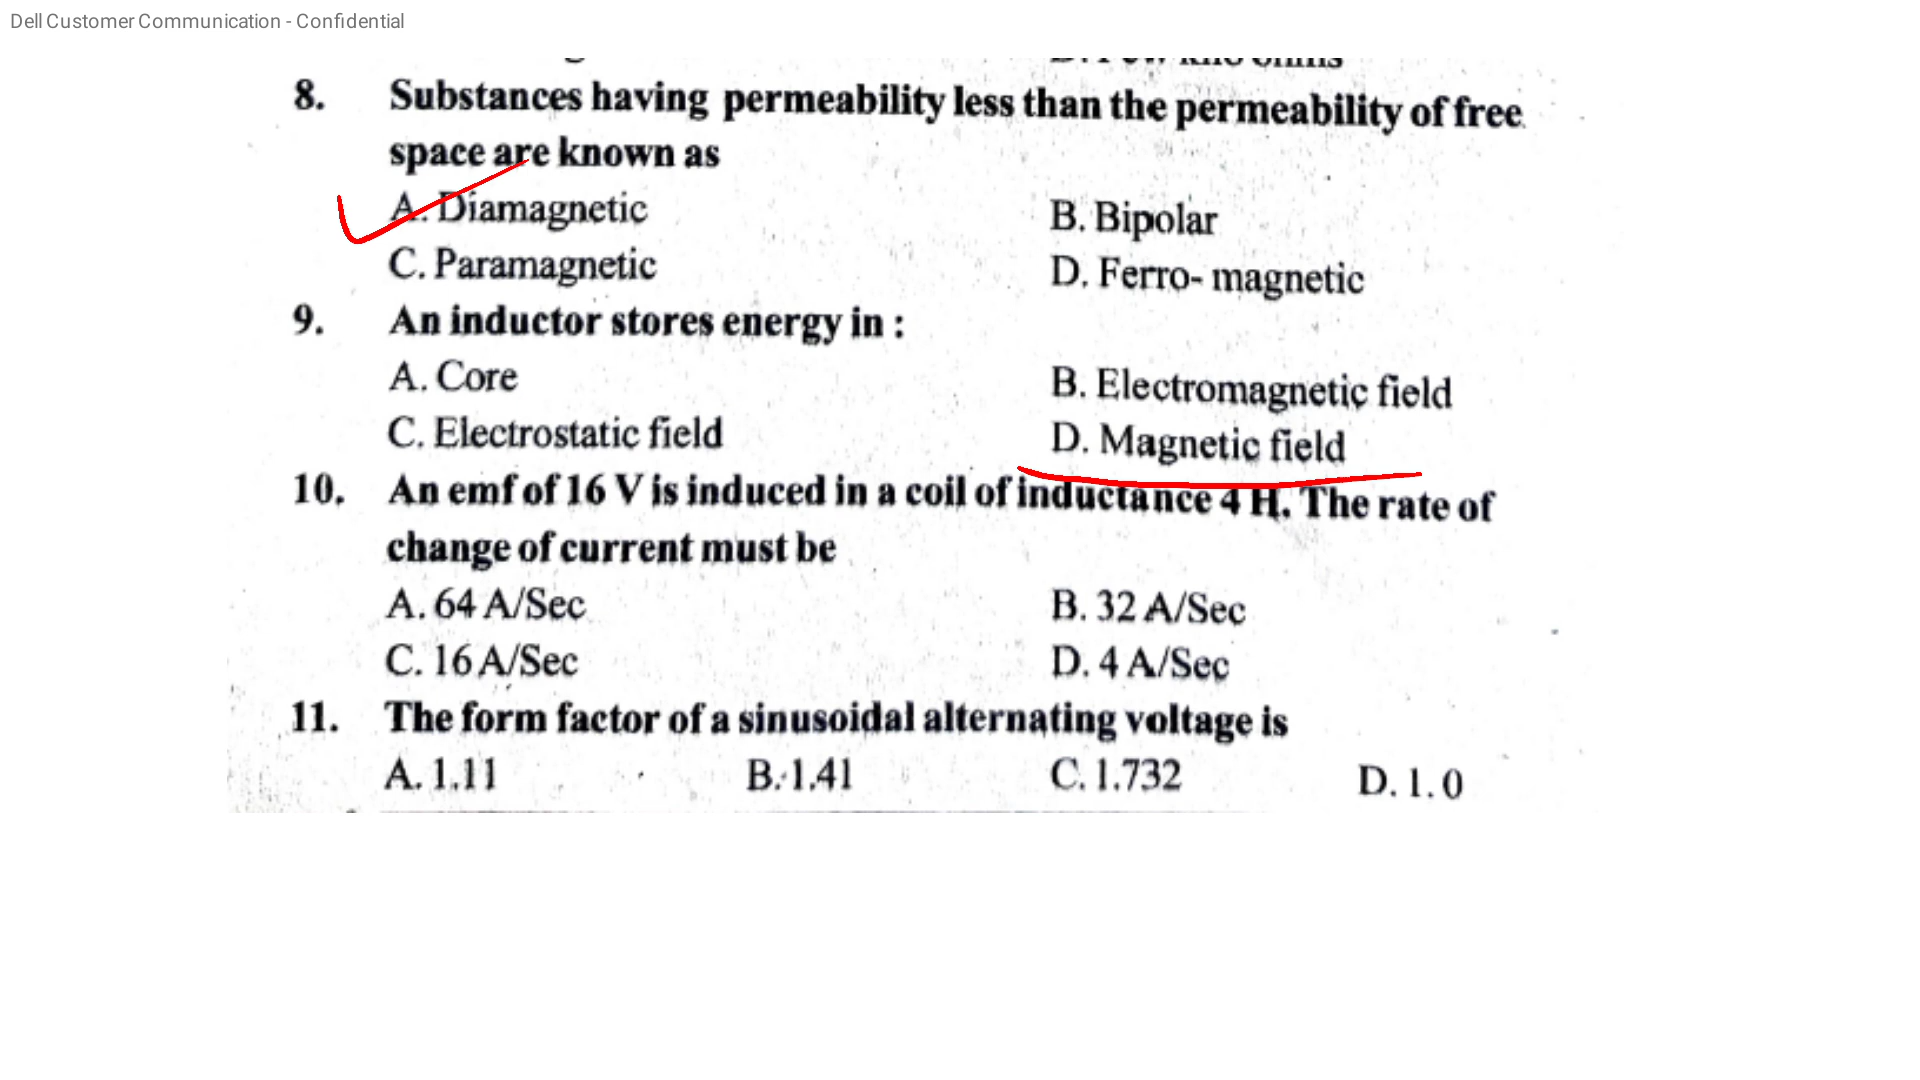 Dell Customer Communication - Confidential
8. Substances having permeability less than the permeability of free
space are known as
A. Diamagnetic B. Bipolar
C. Paramagnetic D. Ferro- magnetic
9. An inductor stores energy in :
A. Core B. Electromagnetic field
C. Electrostatic field D. Magnetic field
10. An emf of 16 V is induced in a coil of inductance 4 H. The rate of
change of current must be
A. 64 A/Sec B. 32 A/Sec
C. 16 A/Sec D. 4 A/Sec
11. The form factor of a sinusoidal alternating voltage is
A. 1.11 B. 1.41 C. 1.732 D. 1.0